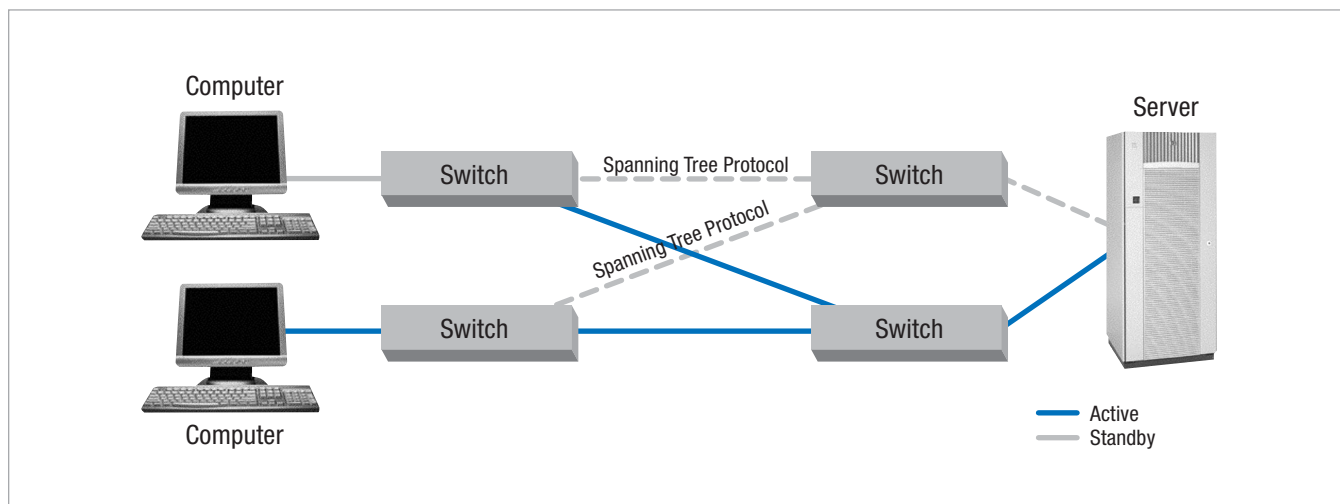 Computer
Server
Switch
Spanning Tree Protocol
Switch
Spanning Tree Protocol
Switch
Switch
Computer
Active
Standby